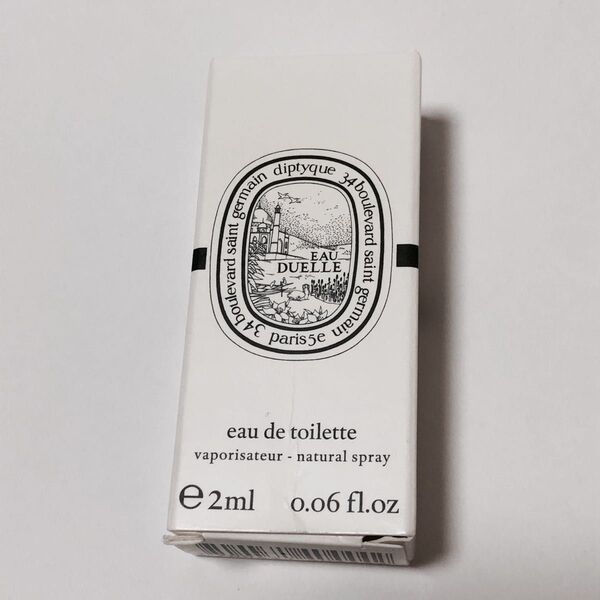 diptyque 34 boulevard saint germain paris5e 34 boulevard saint germain
EAU
DUELLE
eau de toilette
vaporisateur - natural spray
℮2ml 0.06 fl.oz